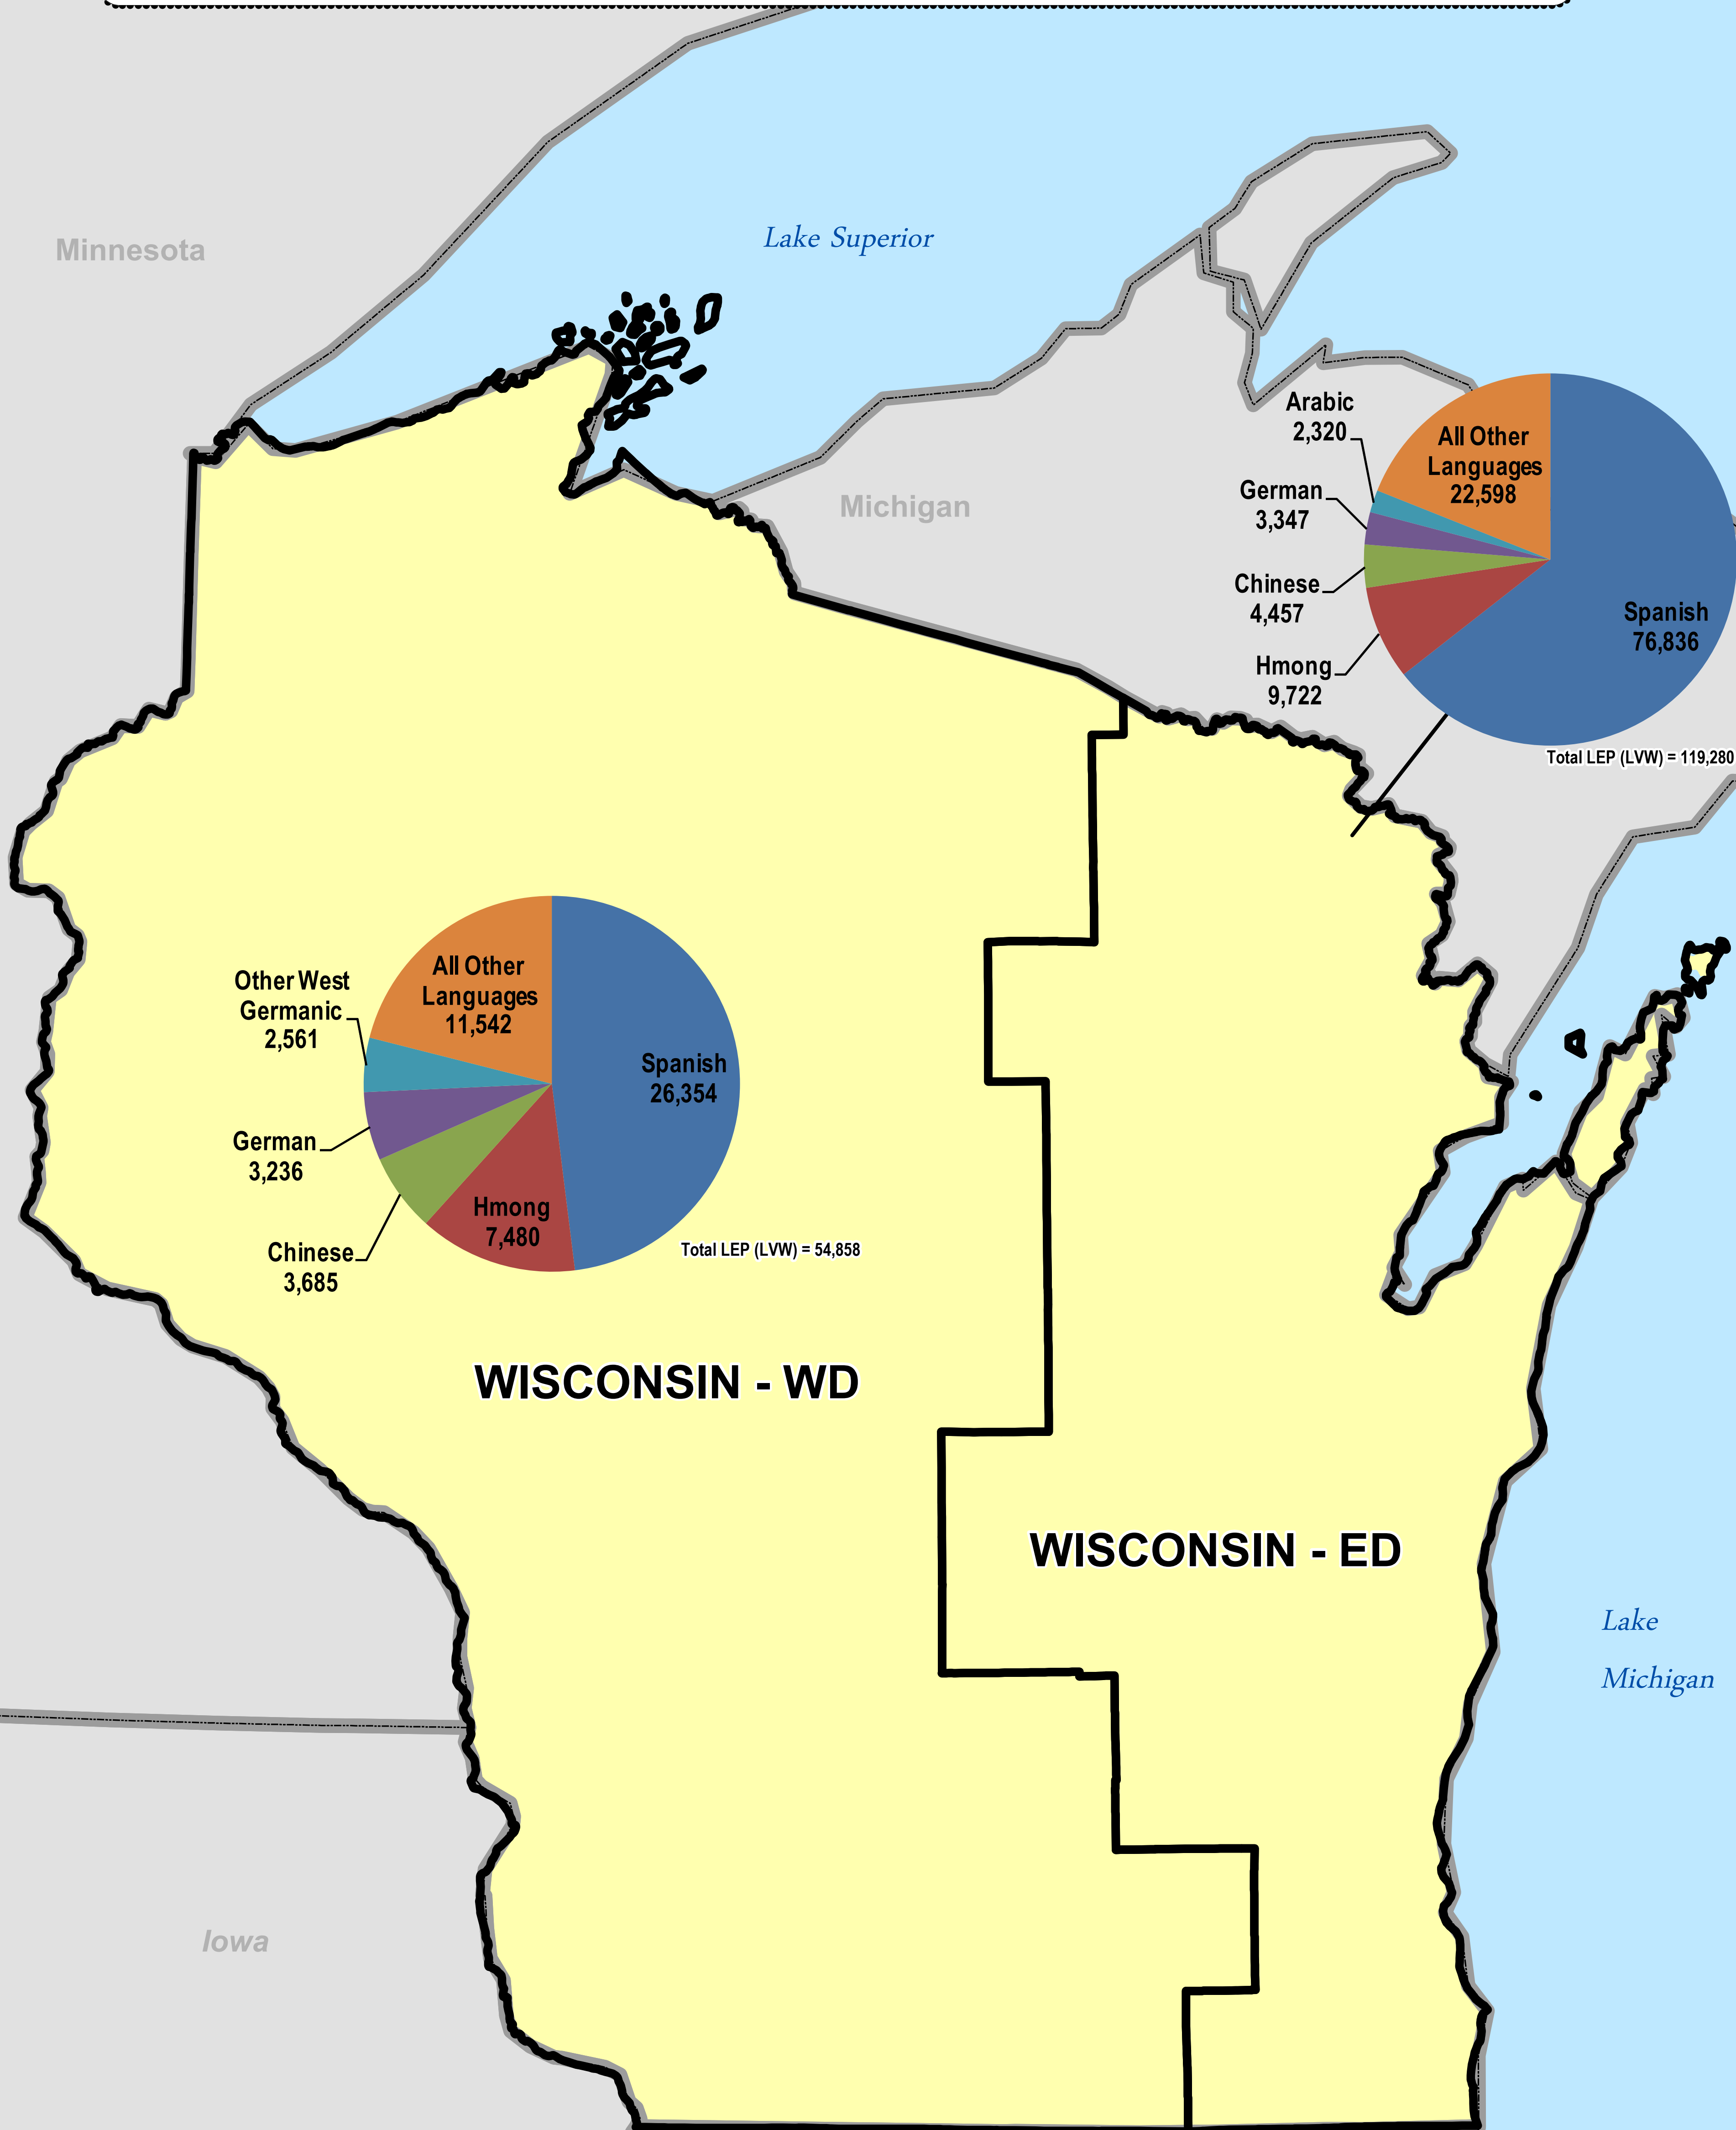 Minnesota
Lake Superior
Michigan
Arabic
2,320
German
3,347
Chinese
4,457
Hmong
9,722
All Other
Languages
22,598
Spanish
76,836
Total LEP (LVW) = 119,280
Other West
Germanic
2,561
German
3,236
Chinese
3,685
Hmong
7,480
All Other
Languages
11,542
Spanish
26,354
Total LEP (LVW) = 54,858
WISCONSIN - WD
WISCONSIN - ED
Lake
Michigan
Iowa